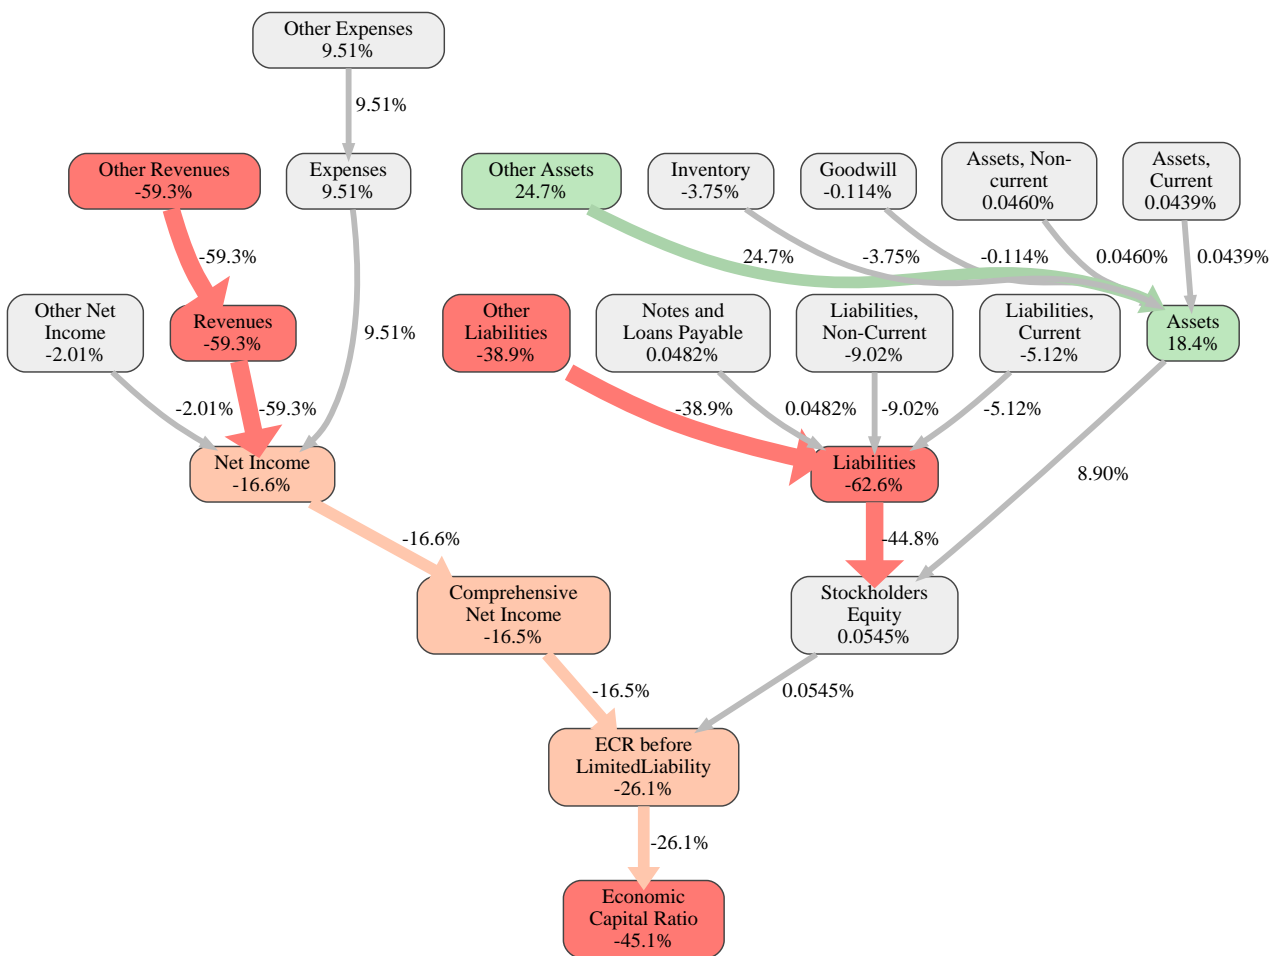 Other Expenses
9.51%
9.51%
Other Revenues
-59.3%
Expenses
9.51%
Other Assets
24.7%
Inventory
-3.75%
Goodwill
-0.114%
Assets, Non-
current
0.0460%
Assets,
Current
0.0439%
-59.3%
24.7%
-3.75%
-0.114%
0.0460%
0.0439%
Other Net
Income
-2.01%
Revenues
-59.3%
9.51%
Other
Liabilities
-38.9%
Notes and
Loans Payable
0.0482%
Liabilities,
Non-Current
-9.02%
Liabilities,
Current
-5.12%
Assets
18.4%
-2.01%
-59.3%
-38.9%
0.0482%
-9.02%
-5.12%
Net Income
-16.6%
Liabilities
-62.6%
8.90%
-16.6%
-44.8%
Comprehensive
Net Income
-16.5%
Stockholders
Equity
0.0545%
-16.5%
0.0545%
ECR before
LimitedLiability
-26.1%
-26.1%
Economic
Capital Ratio
-45.1%